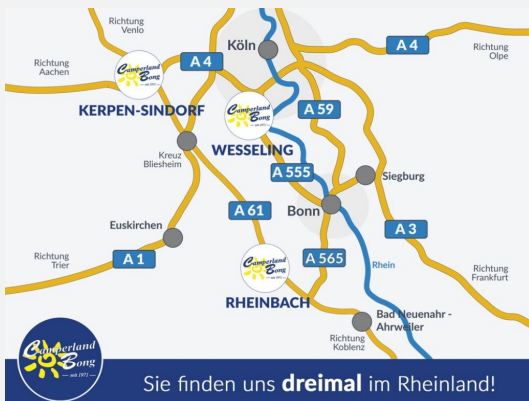 Richtung
Venlo
Köln
A 4
A 4
Richtung
Olpe
Richtung
Aachen
Camperland
Bong
seit 1971
KERPEN-SINDORF
A 59
Camperland
Bong
seit 1971
WESSELING
Kreuz
Bliesheim
A 555
Siegburg
Bonn
A 61
Euskirchen
A 3
Richtung
Trier
A 1
A 565
Rhein
Camperland
Bong
seit 1971
RHEINBACH
Richtung
Frankfurt
Bad Neuenahr -
Ahrweiler
Richtung
Koblenz
Camperland
Bong
seit 1971
Sie finden uns dreimal im Rheinland!